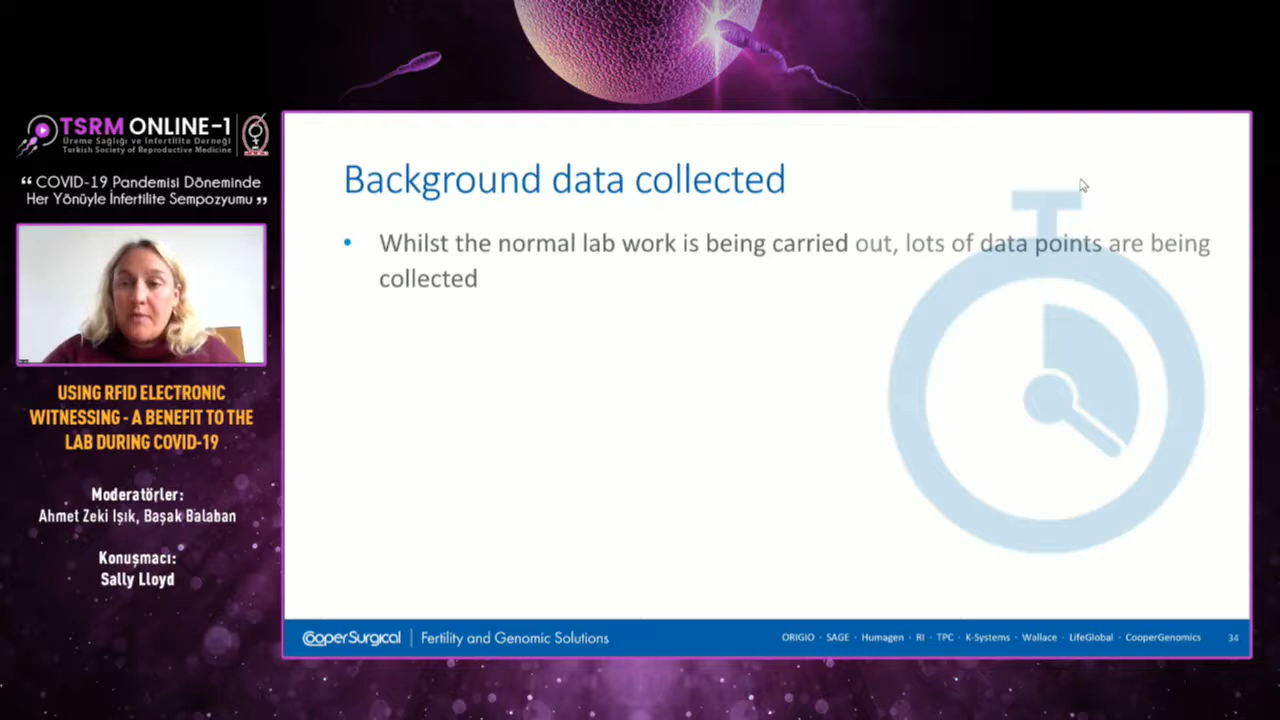 TSRM ONLINE-1
Üreme Sağlığı ve İnfertilite Derneği
Turkish Society of Reproductive Medicine
“ COVID-19 Pandemisi Döneminde
Her Yönüyle İnfertilite Sempozyumu ”
USING RFID ELECTRONIC
WITNESSING - A BENEFIT TO THE
LAB DURING COVID-19
Moderatörler:
Ahmet Zeki Işık, Başak Balaban
Konuşmacı:
Sally Lloyd
Background data collected
• Whilst the normal lab work is being carried out, lots of data points are being
collected
CooperSurgical | Fertility and Genomic Solutions
ORIGIO · SAGE · Humagen · RI · TPC · K-Systems · Wallace · LifeGlobal · CooperGenomics
34